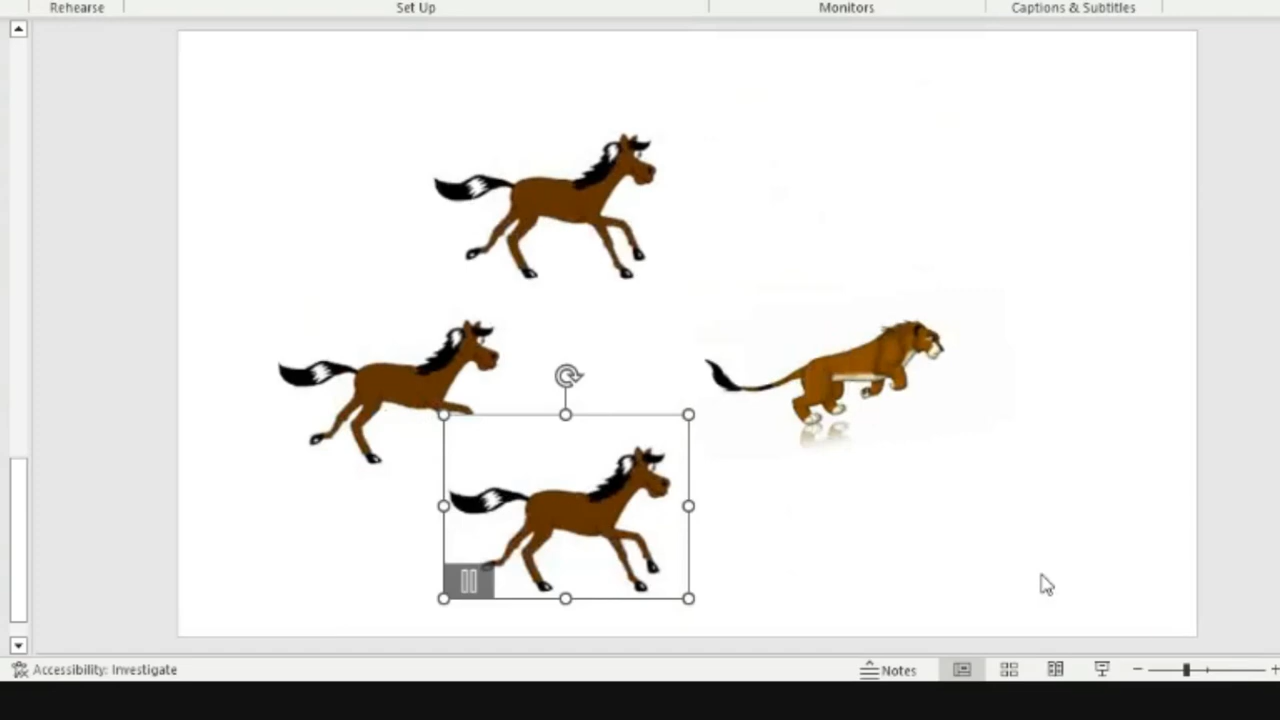 Rehearse
Set Up
Monitors
Captions & Subtitles
Accessibility: Investigate
Notes